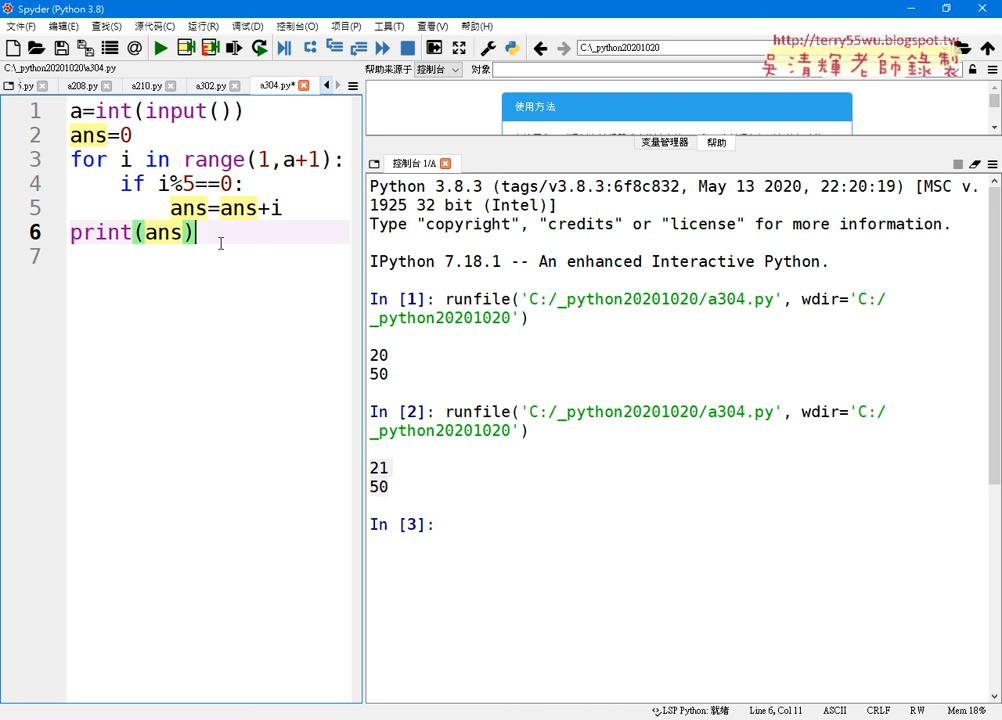 Spyder (Python 3.8)
文件(F) 编辑(E) 查找(S) 源代码(C) 运行(R) 调试(D) 控制台(O) 项目(P) 工具(T) 查看(V) 帮助(H)
C:\_python20201020
http://terry55wu.blogspot.tw
吳清輝老師錄製
C:\_python20201020\a304.py
帮助来源于 控制台 对象
a208.py a210.py a302.py a304.py*
使用方法
变量管理器 帮助
控制台 1/A
1 a=int(input())
2 ans=0
3 for i in range(1,a+1):
4 if i%5==0:
5 ans=ans+i
6 print(ans)
7
Python 3.8.3 (tags/v3.8.3:6f8c832, May 13 2020, 22:20:19) [MSC v.
1925 32 bit (Intel)]
Type "copyright", "credits" or "license" for more information.
IPython 7.18.1 -- An enhanced Interactive Python.
In [1]: runfile('C:/_python20201020/a304.py', wdir='C:/
_python20201020')
20
50
In [2]: runfile('C:/_python20201020/a304.py', wdir='C:/
_python20201020')
21
50
In [3]:
LSP Python: 就绪 Line 6, Col 11 ASCII CRLF RW Mem 18%